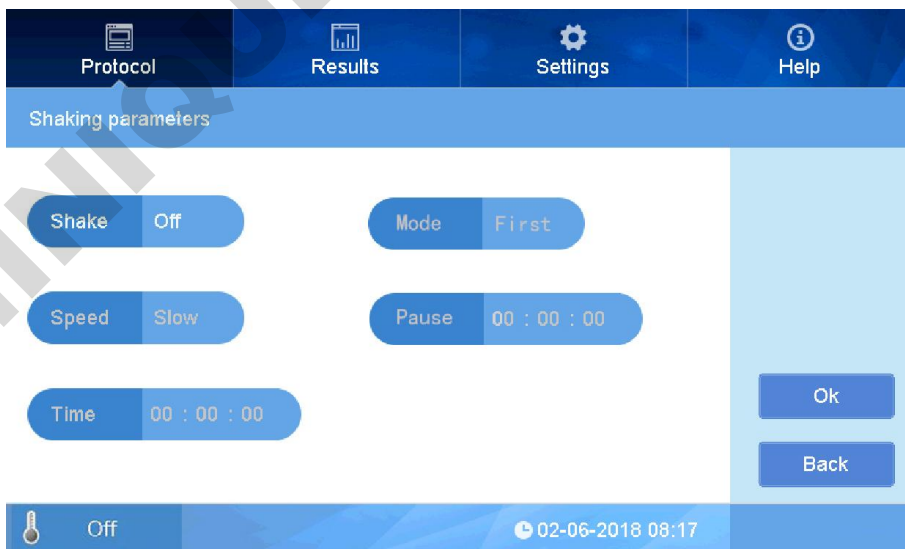 Protocol
Results
Settings
Help
Shaking parameters
Shake Off
Mode First
Speed Slow
Pause 00 : 00 : 00
Time 00 : 00 : 00
Ok
Back
Off
02-06-2018 08:17